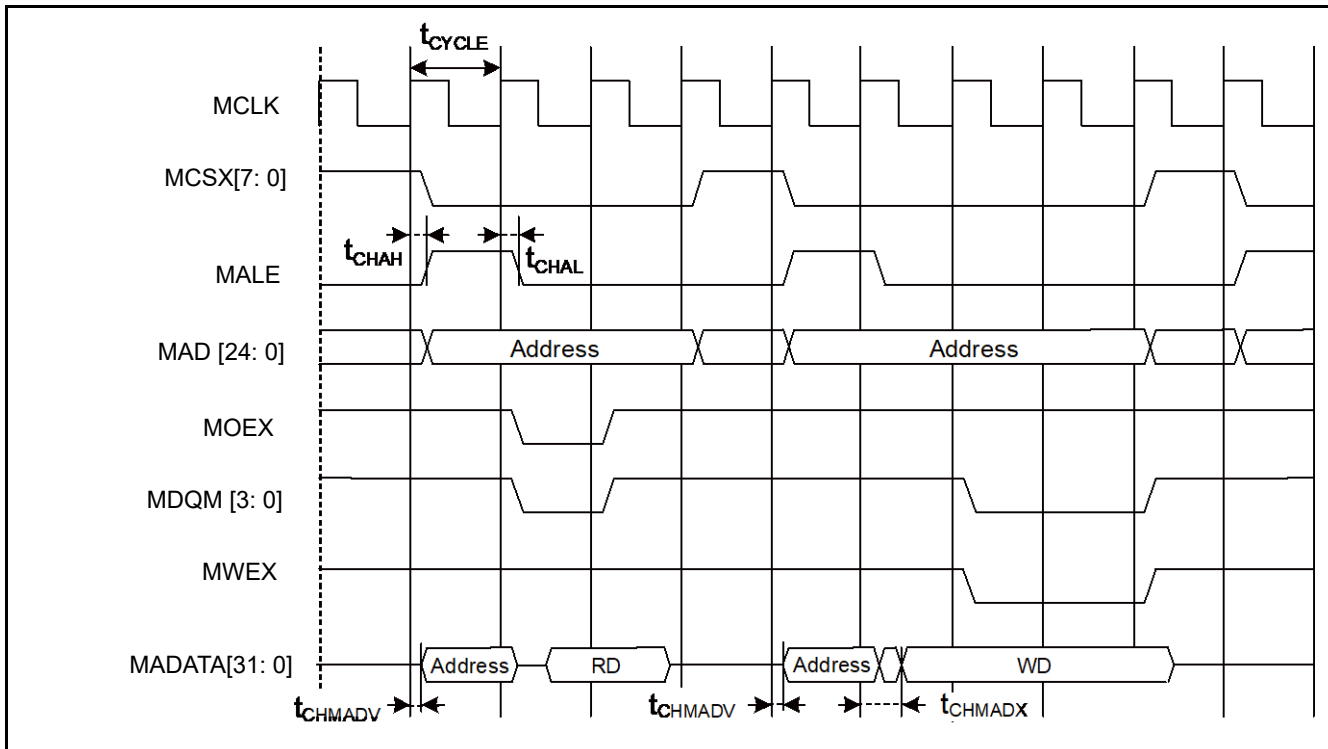 tCYCLE
MCLK
MCSX[7: 0]
tCHAH
tCHAL
MALE
MAD [24: 0]
Address
Address
MOEX
MDQM [3: 0]
MWEX
MADATA[31: 0]
Address
RD
Address
WD
tCHMADV
tCHMADV
tCHMADX